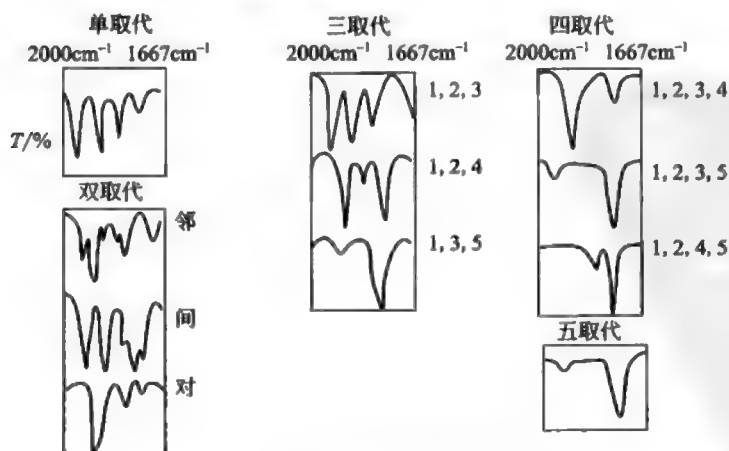 单取代
2000cm⁻¹ 1667cm⁻¹
T/%
双取代
邻
间
对
三取代
2000cm⁻¹ 1667cm⁻¹
1, 2, 3
1, 2, 4
1, 3, 5
四取代
2000cm⁻¹ 1667cm⁻¹
1, 2, 3, 4
1, 2, 3, 5
1, 2, 4, 5
五取代